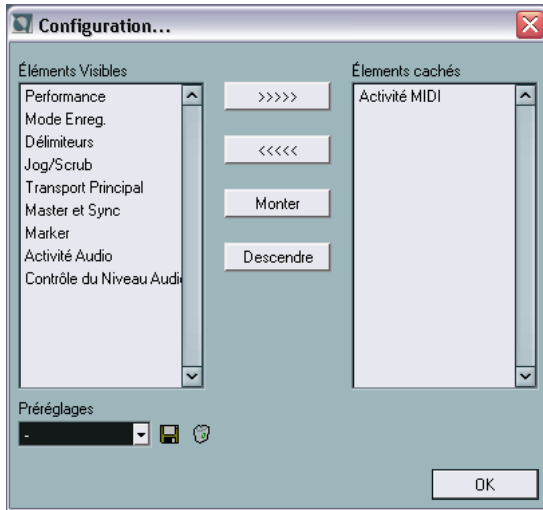 Configuration...
Éléments Visibles
Performance
Mode Enreg.
Délimiteurs
Jog/Scrub
Transport Principal
Master et Sync
Marker
Activité Audio
Contrôle du Niveau Audi
>>>>>
<<<<<
Monter
Descendre
Élements cachés
Activité MIDI
Préréglages
-
OK